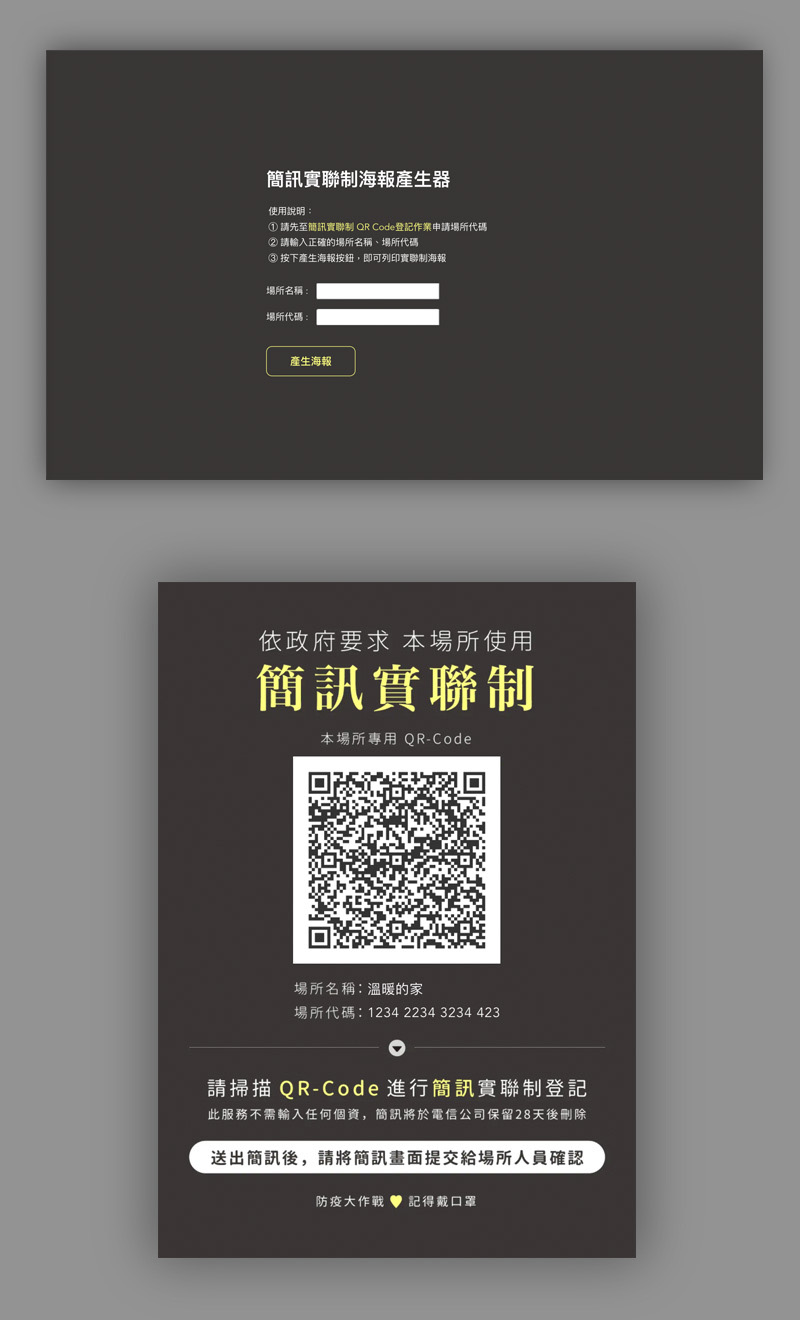 簡訊實聯制海報產生器
使用說明：
① 請先至簡訊實聯制 QR Code登記作業申請場所代碼
② 請輸入正確的場所名稱、場所代碼
③ 按下產生海報按鈕，即可列印實聯制海報
場所名稱：
場所代碼：
產生海報
依政府要求 本場所使用
簡訊實聯制
本場所專用 QR-Code
場所名稱：溫暖的家
場所代碼：1234 2234 3234 423
請掃描 QR-Code 進行簡訊實聯制登記
此服務不需輸入任何個資，簡訊將於電信公司保留28天後刪除
送出簡訊後，請將簡訊畫面提交給場所人員確認
防疫大作戰 💛 記得戴口罩